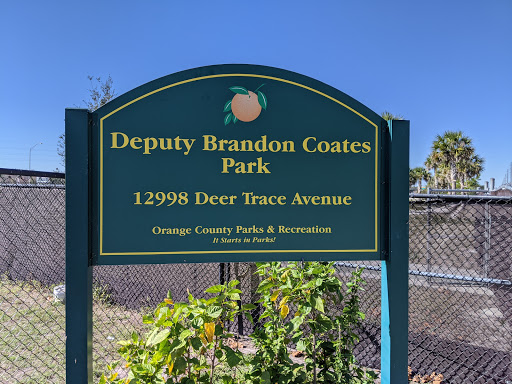 Deputy Brandon Coates
Park
12998 Deer Trace Avenue
Orange County Parks & Recreation
It Starts in Parks!